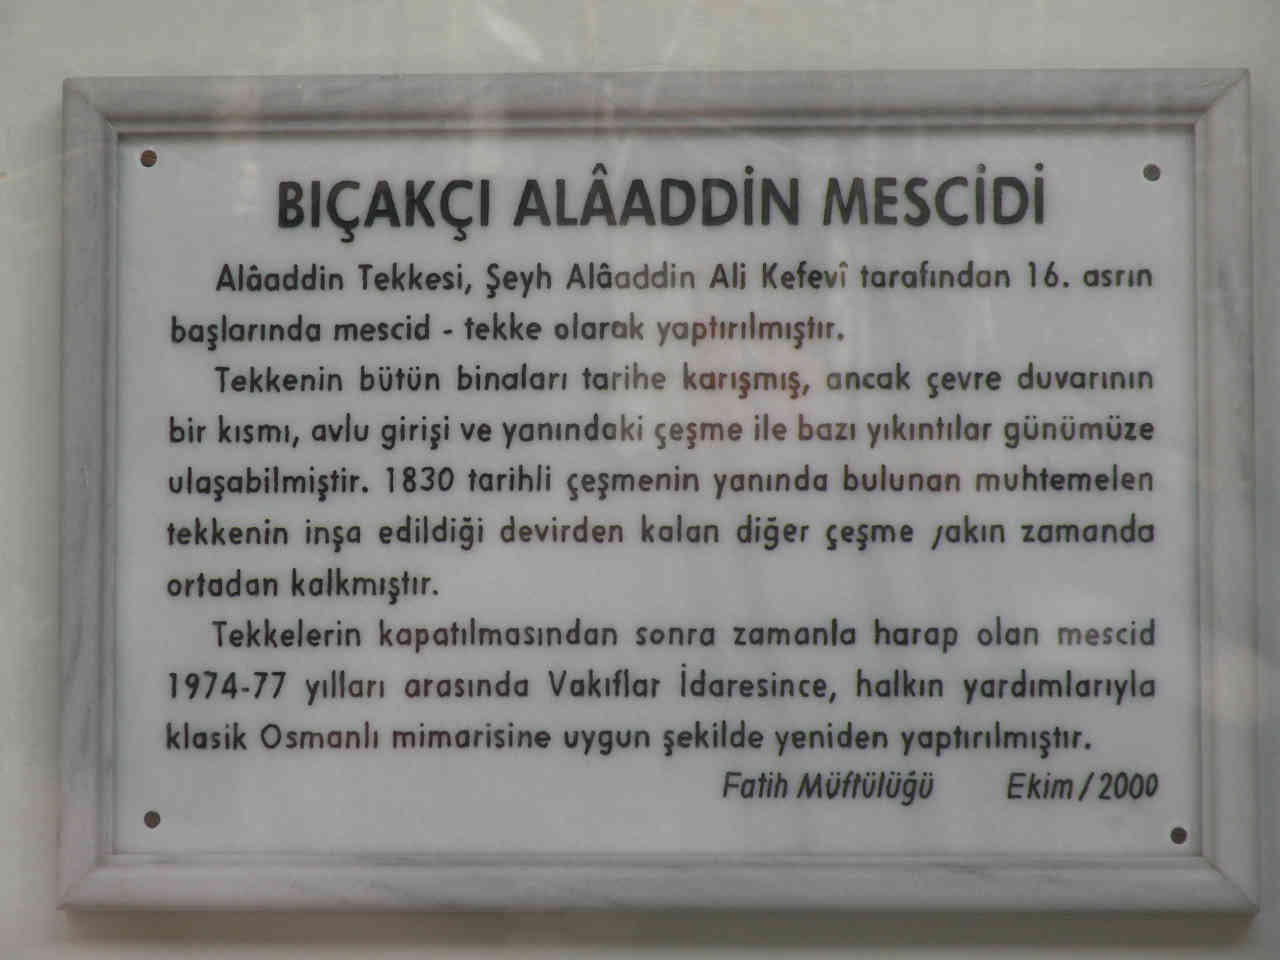 BIÇAKÇI ALÂADDİN MESCİDİ
Alâaddin Tekkesi, Şeyh Alâaddin Ali Kefevî tarafından 16. asrın
başlarında mescid - tekke olarak yaptırılmıştır.
Tekkenin bütün binaları tarihe karışmış, ancak çevre duvarının
bir kısmı, avlu girişi ve yanındaki çeşme ile bazı yıkıntılar günümüze
ulaşabilmiştir. 1830 tarihli çeşmenin yanında bulunan muhtemelen
tekkenin inşa edildiği devirden kalan diğer çeşme yakın zamanda
ortadan kalkmıştır.
Tekkelerin kapatılmasından sonra zamanla harap olan mescid
1974-77 yılları arasında Vakıflar İdaresince, halkın yardımlarıyla
klasik Osmanlı mimarisine uygun şekilde yeniden yaptırılmıştır.
Fatih Müftülüğü Ekim/2000